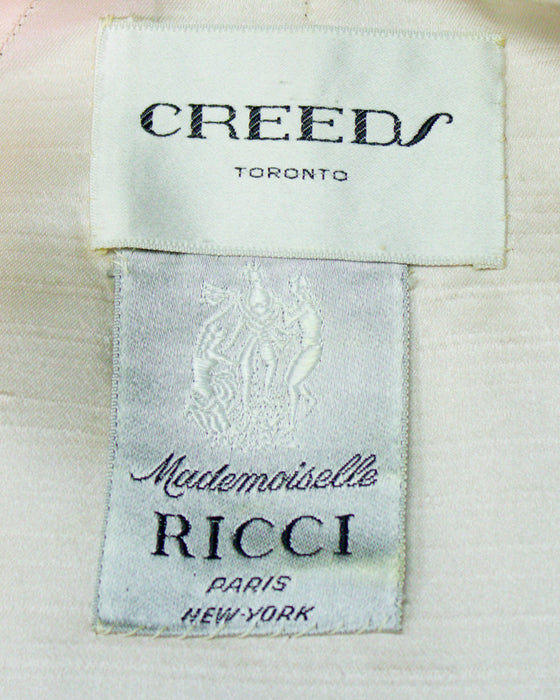 CREEDS
TORONTO
Mademoiselle
RICCI
PARIS
NEW-YORK